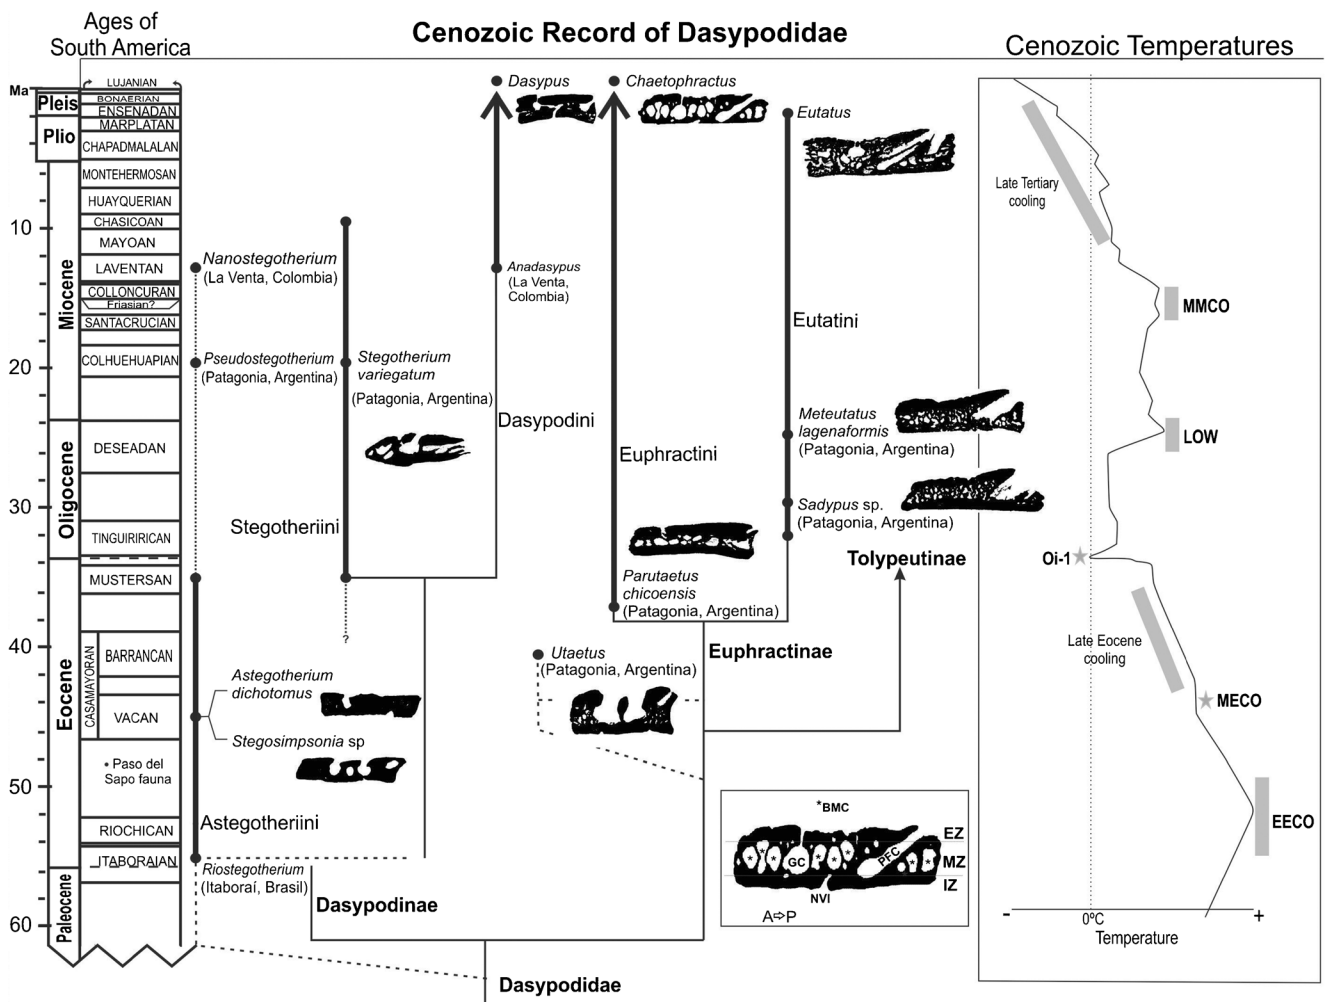 Ages of
South America
Cenozoic Record of Dasypodidae
Cenozoic Temperatures
Ma
Pleis
Plio
Miocene
Oligocene
Eocene
Paleocene
10
20
30
40
50
60
LUJANIAN
BONAERIAN
ENSENADAN
MARPLATAN
CHAPADMALALAN
MONTEHERMOSAN
HUAYQUERIAN
CHASICOAN
MAYOAN
LAVENTAN
COLLONCURAN
Friasian?
SANTACRUCIAN
COLHUEHUAPIAN
DESEADAN
TINGUIRIRICAN
MUSTERSAN
CASAMAYORAN
BARRANCAN
VACAN
Paso del
Sapo fauna
RIOCHICAN
ITABORAIAN
Nanostegotherium
(La Venta, Colombia)
Pseudostegotherium
(Patagonia, Argentina)
Stegotherium
variegatum
(Patagonia, Argentina)
Stegotheriini
?
Astegotherium
dichotomus
Stegosimpsonia sp
Astegotheriini
Riostegotherium
(Itaboraí, Brasil)
Dasypodinae
Dasypodidae
Dasypus
Anadasypus
(La Venta,
Colombia)
Dasypodini
Chaetophractus
Euphractini
Parutaetus
chicoensis
(Patagonia, Argentina)
Utaetus
(Patagonia, Argentina)
Euphractinae
Eutatus
Eutatini
Meteutatus
lagenaformis
(Patagonia, Argentina)
Sadypus sp.
(Patagonia, Argentina)
Tolypeutinae
*BMC
EZ
MZ
IZ
GC
PFC
NVI
A⇨P
Late Tertiary
cooling
MMCO
LOW
Oi-1
Late Eocene
cooling
MECO
EECO
-
0ºC
+
Temperature